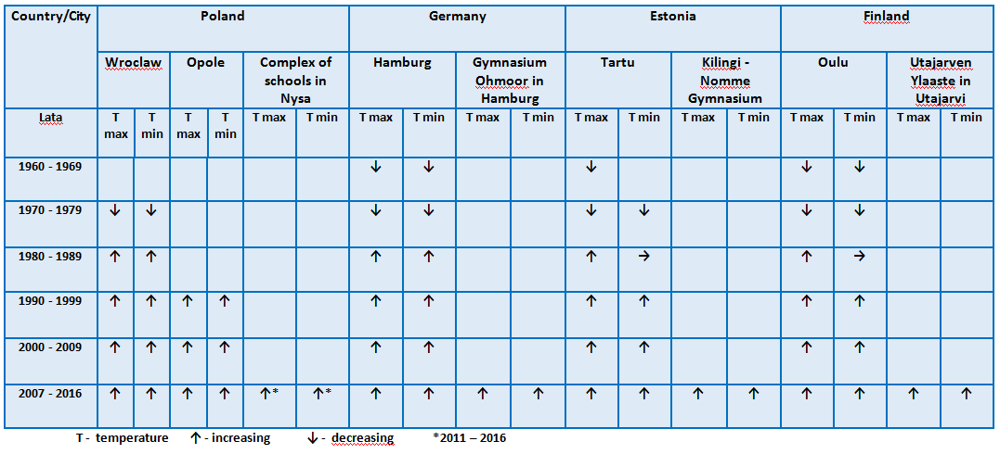 Country/City Poland Germany Estonia Finland
Wroclaw Opole Complex of schools in Nysa Hamburg Gymnasium Ohmoor in Hamburg Tartu Kilingi - Nomme Gymnasium Oulu Utajarven Ylaaste in Utajarvi
Lata T max T min T max T min T max T min T max T min T max T min T max T min T max T min T max T min T max T min
1960 - 1969 ↓ ↓ ↓ ↓ ↓
1970 - 1979 ↓ ↓ ↓ ↓ ↓ ↓ ↓ ↓
1980 - 1989 ↑ ↑ ↑ ↑ ↑ → ↑ →
1990 - 1999 ↑ ↑ ↑ ↑ ↑ ↑ ↑ ↑ ↑ ↑
2000 - 2009 ↑ ↑ ↑ ↑ ↑ ↑ ↑ ↑ ↑ ↑
2007 - 2016 ↑ ↑ ↑ ↑ ↑* ↑* ↑ ↑ ↑ ↑ ↑ ↑ ↑ ↑ ↑ ↑ ↑ ↑
T - temperature ↑ - increasing ↓ - decreasing *2011 – 2016